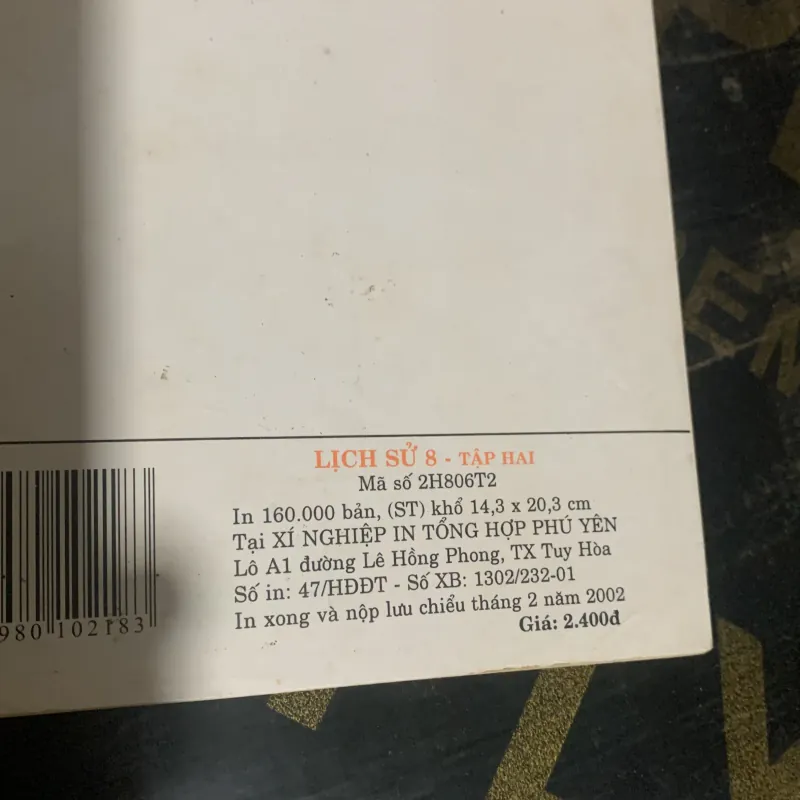 LỊCH SỬ 8 - TẬP HAI
Mã số 2H806T2
In 160.000 bản, (ST) khổ 14,3 x 20,3 cm
Tại XÍ NGHIỆP IN TỔNG HỢP PHÚ YÊN
Lô A1 đường Lê Hồng Phong, TX Tuy Hòa
Số in: 47/HĐĐT - Số XB: 1302/232-01
In xong và nộp lưu chiểu tháng 2 năm 2002
Giá: 2.400đ
980 102183